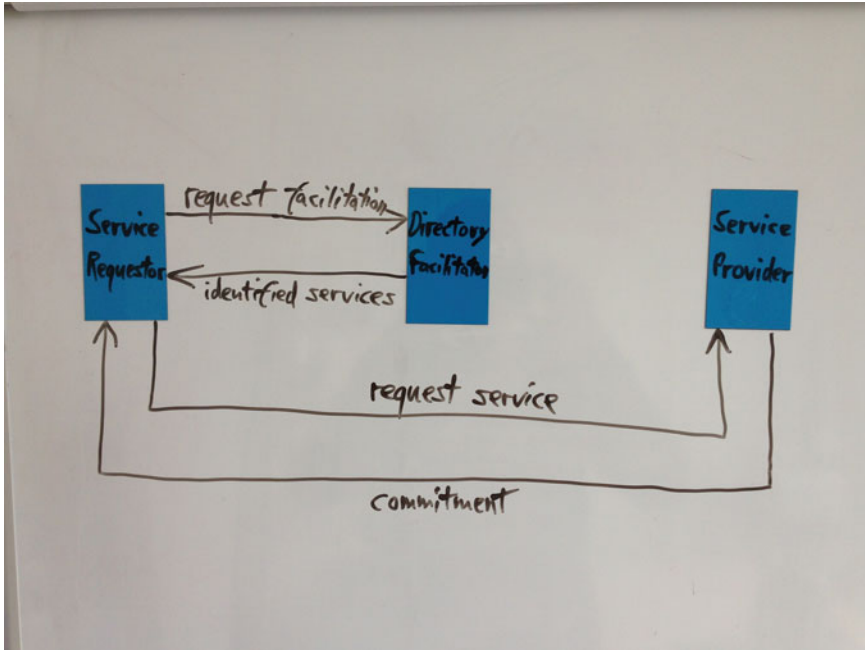 request facilitation
Service
Requestor
Directory
Facilitator
Service
Provider
identified services
request service
commitment